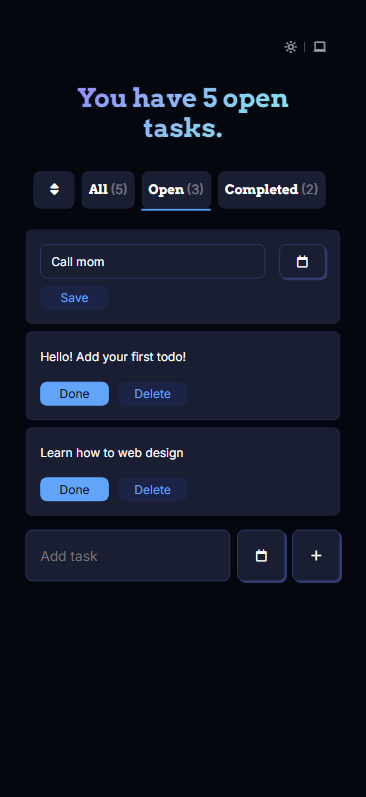 You have 5 open
tasks.
All (5) Open (3) Completed (2)
Call mom
Save
Hello! Add your first todo!
Done Delete
Learn how to web design
Done Delete
Add task